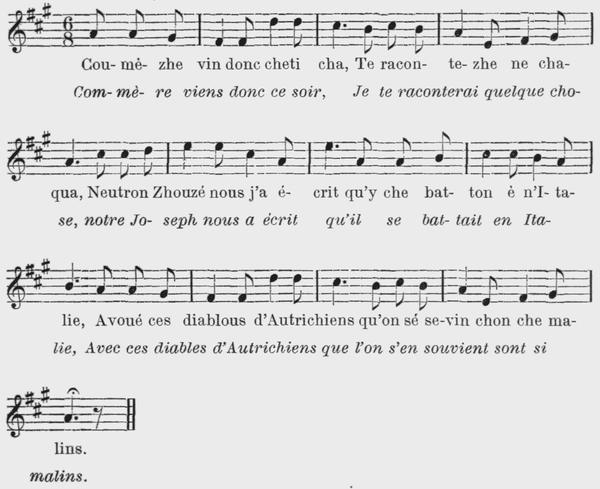 Cou- mè- zhe vin donc cheti cha, Te racon- te- zhe ne cha-
Com- mè- re viens donc ce soir, Je te raconterai quelque cho-
qua, Neutron Zhouzé nous j'a é- crit qu'y che bat- ton è n'I- ta-
se, notre Jo- seph nous a écrit qu'il se bat- tait en Ita-
lie, Avoué ces diablous d'Autrichiens qu'on sé se-vin chon che ma-
lie, Avec ces diables d'Autrichiens que l'on s'en souvient sont si
lins.
malins.